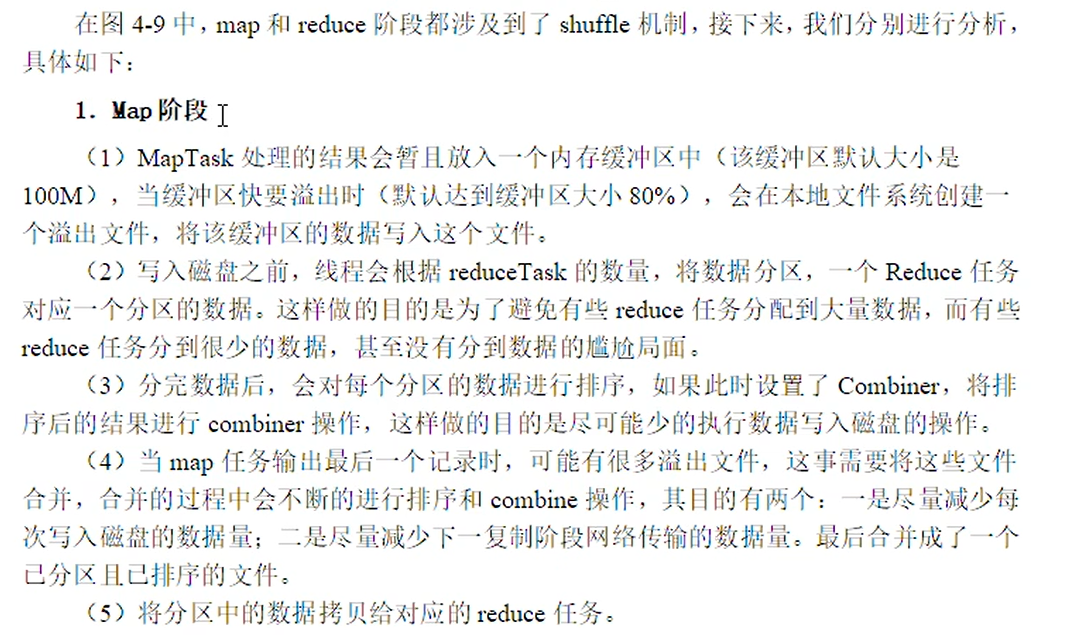 在图 4-9 中，map 和 reduce 阶段都涉及到了 shuffle 机制，接下来，我们分别进行分析，
具体如下：
1. Map 阶段
（1）MapTask 处理的结果会暂且放入一个内存缓冲区中（该缓冲区默认大小是
100M），当缓冲区快要溢出时（默认达到缓冲区大小 80%），会在本地文件系统创建一
个溢出文件，将该缓冲区的数据写入这个文件。
（2）写入磁盘之前，线程会根据 reduceTask 的数量，将数据分区，一个 Reduce 任务
对应一个分区的数据。这样做的目的是为了避免有些 reduce 任务分配到大量数据，而有些
reduce 任务分到很少的数据，甚至没有分到数据的尴尬局面。
（3）分完数据后，会对每个分区的数据进行排序，如果此时设置了 Combiner，将排
序后的结果进行 combiner 操作，这样做的目的是尽可能少的执行数据写入磁盘的操作。
（4）当 map 任务输出最后一个记录时，可能有很多溢出文件，这事需要将这些文件
合并，合并的过程中会不断的进行排序和 combine 操作，其目的有两个：一是尽量减少每
次写入磁盘的数据量；二是尽量减少下一复制阶段网络传输的数据量。最后合并成了一个
已分区且已排序的文件。
（5）将分区中的数据拷贝给对应的 reduce 任务。